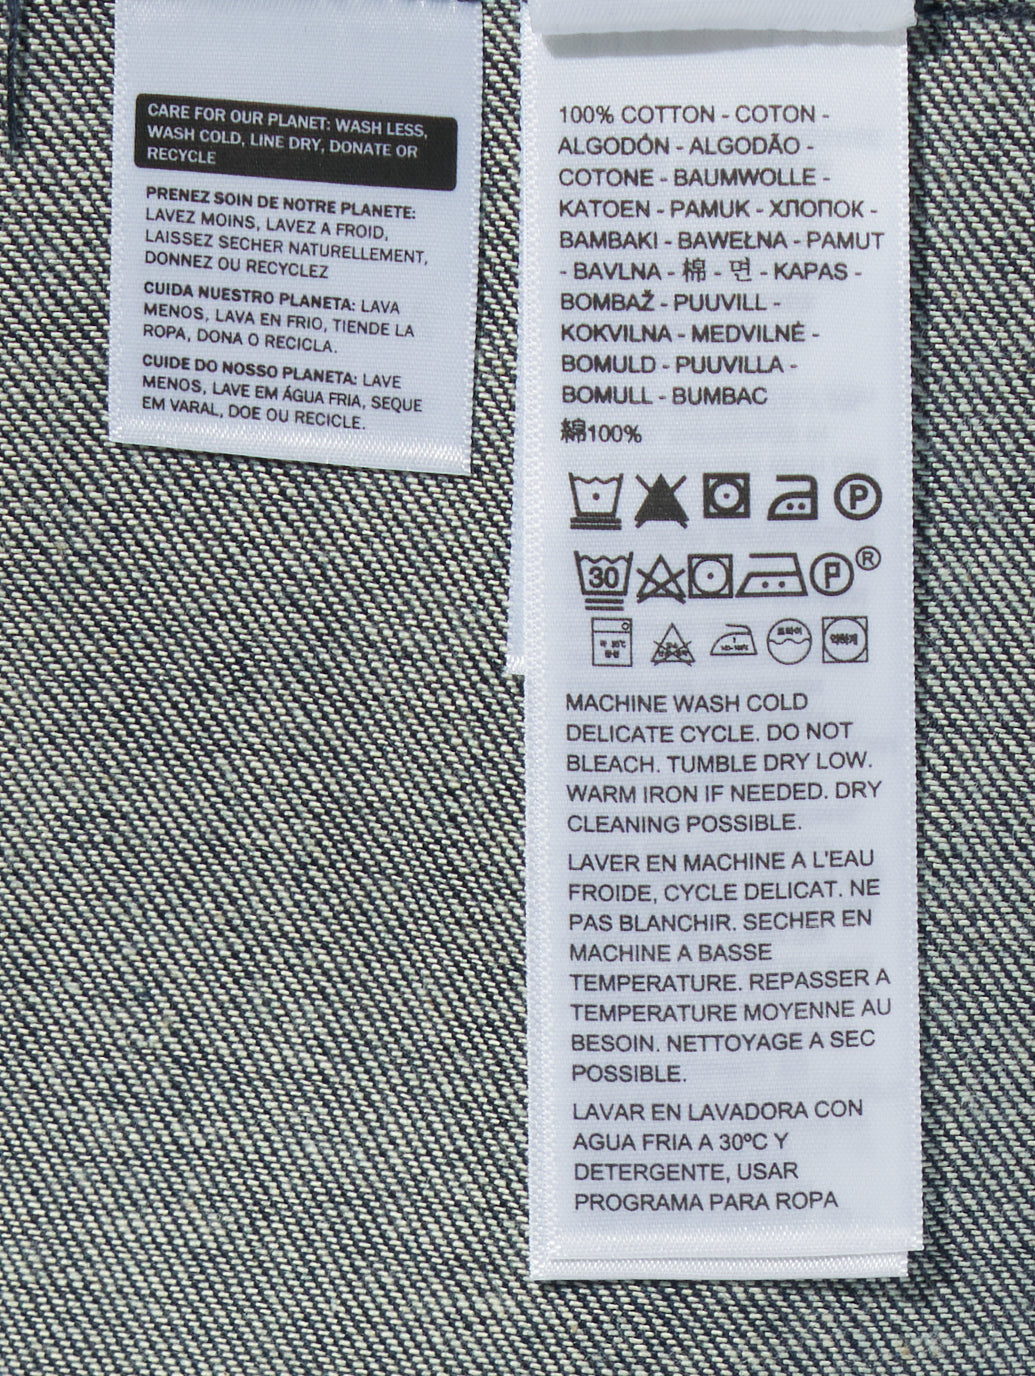 CARE FOR OUR PLANET: WASH LESS,
WASH COLD, LINE DRY, DONATE OR
RECYCLE
PRENEZ SOIN DE NOTRE PLANETE:
LAVEZ MOINS, LAVEZ A FROID,
LAISSEZ SECHER NATURELLEMENT,
DONNEZ OU RECYCLEZ
CUIDA NUESTRO PLANETA: LAVA
MENOS, LAVA EN FRIO, TIENDE LA
ROPA, DONA O RECICLA.
CUIDE DO NOSSO PLANETA: LAVE
MENOS, LAVE EM ÁGUA FRIA, SEQUE
EM VARAL, DOE OU RECICLE.
100% COTTON - COTON -
ALGODÓN - ALGODÃO -
COTONE - BAUMWOLLE -
KATOEN - PAMUK - ХЛОПОК -
BAMBAKI - BAWEŁNA - PAMUT
- BAVLNA - 棉 - 면 - KAPAS -
BOMBAŽ - PUUVILL -
KOKVILNA - MEDVILNĖ -
BOMULD - PUUVILLA -
BOMULL - BUMBAC
綿100%
P
30 P ®
MACHINE WASH COLD
DELICATE CYCLE. DO NOT
BLEACH. TUMBLE DRY LOW.
WARM IRON IF NEEDED. DRY
CLEANING POSSIBLE.
LAVER EN MACHINE A L'EAU
FROIDE, CYCLE DELICAT. NE
PAS BLANCHIR. SECHER EN
MACHINE A BASSE
TEMPERATURE. REPASSER A
TEMPERATURE MOYENNE AU
BESOIN. NETTOYAGE A SEC
POSSIBLE.
LAVAR EN LAVADORA CON
AGUA FRIA A 30ºC Y
DETERGENTE, USAR
PROGRAMA PARA ROPA